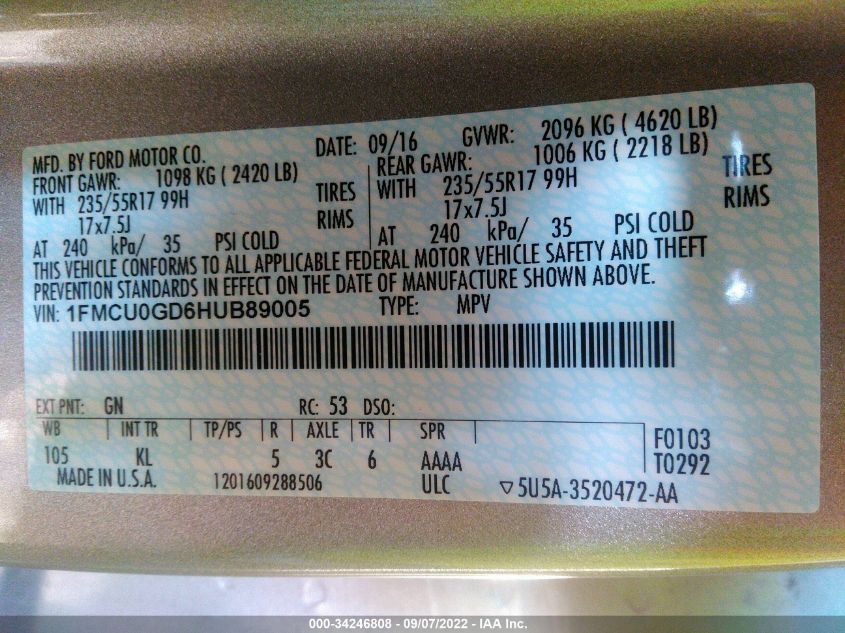 MFD. BY FORD MOTOR CO. DATE: 09/16 GVWR: 2096 KG ( 4620 LB)
FRONT GAWR: 1098 KG ( 2420 LB) REAR GAWR: 1006 KG ( 2218 LB)
WITH 235/55R17 99H TIRES WITH 235/55R17 99H TIRES
17x7.5J RIMS 17x7.5J RIMS
AT 240 kPa/ 35 PSI COLD AT 240 kPa/ 35 PSI COLD
THIS VEHICLE CONFORMS TO ALL APPLICABLE FEDERAL MOTOR VEHICLE SAFETY AND THEFT
PREVENTION STANDARDS IN EFFECT ON THE DATE OF MANUFACTURE SHOWN ABOVE.
VIN: 1FMCU0GD6HUB89005 TYPE: MPV
EXT PNT: GN RC: 53 DSO:
WB INT TR TP/PS R AXLE TR SPR F0103
105 KL 5 3C 6 AAAA T0292
MADE IN U.S.A. 1201609288506 ULC ▽5U5A-3520472-AA
000-34246808 - 09/07/2022 - IAA Inc.